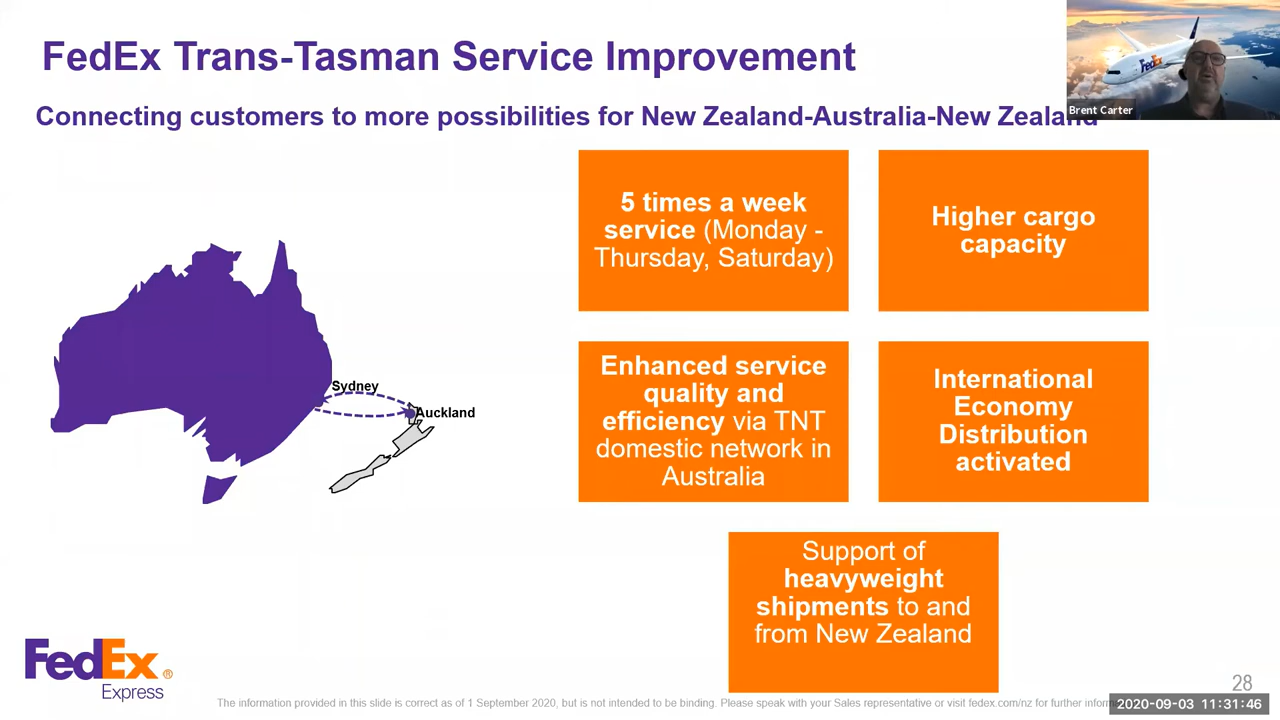 FedEx Trans-Tasman Service Improvement
Connecting customers to more possibilities for New Zealand-Australia-New Zealand
FedEx
Brent Carter
5 times a week
service (Monday -
Thursday, Saturday)
Higher cargo
capacity
Sydney
Auckland
Enhanced service
quality and
efficiency via TNT
domestic network in
Australia
International
Economy
Distribution
activated
Support of
heavyweight
shipments to and
from New Zealand
FedEx®
Express
28
The information provided in this slide is correct as of 1 September 2020, but is not intended to be binding. Please speak with your Sales representative or visit fedex.com/nz for further
2020-09-03 11:31:46